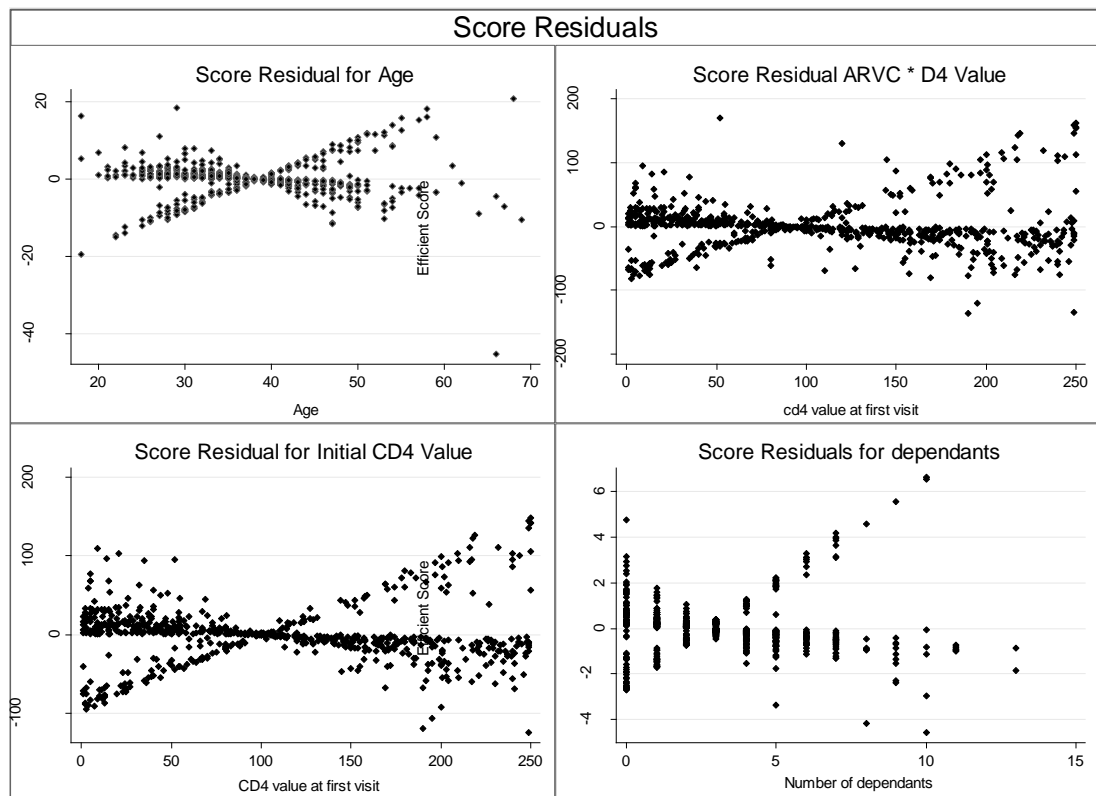 Score Residuals
Score Residual for Age
20
0
-20
-40
Efficient Score
20 30 40 50 60 70
Age
Score Residual ARVC * D4 Value
200
100
0
-100
-200
0 50 100 150 200 250
cd4 value at first visit
Score Residual for Initial CD4 Value
200
100
0
-100
Efficient Score
0 50 100 150 200 250
CD4 value at first visit
Score Residuals for dependants
6
4
2
0
-2
-4
0 5 10 15
Number of dependants